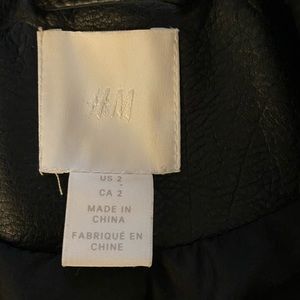 H&M
US 2
CA 2
MADE IN
CHINA
FABRIQUÉ EN
CHINE